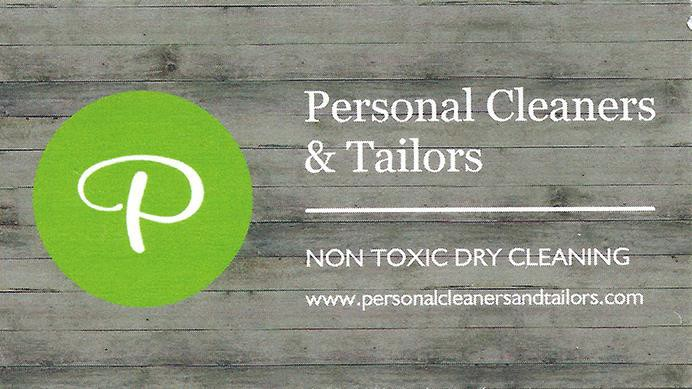 P
Personal Cleaners
& Tailors
NON TOXIC DRY CLEANING
www.personalcleanersandtailors.com